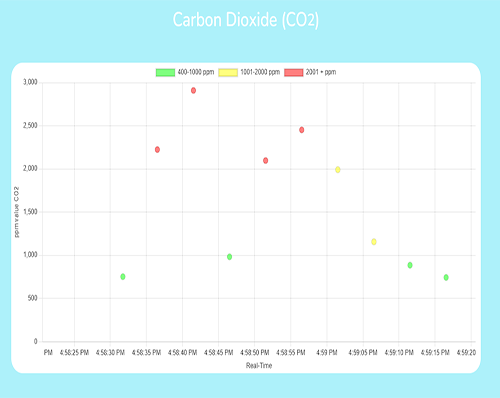 Carbon Dioxide (CO2)
400-1000 ppm 1001-2000 ppm 2001 + ppm
3,000
2,500
2,000
1,500
1,000
500
0
ppm value CO2
PM 4:58:25 PM 4:58:30 PM 4:58:35 PM 4:58:40 PM 4:58:45 PM 4:58:50 PM 4:58:55 PM 4:59 PM 4:59:05 PM 4:59:10 PM 4:59:15 PM 4:59:20
Real-Time